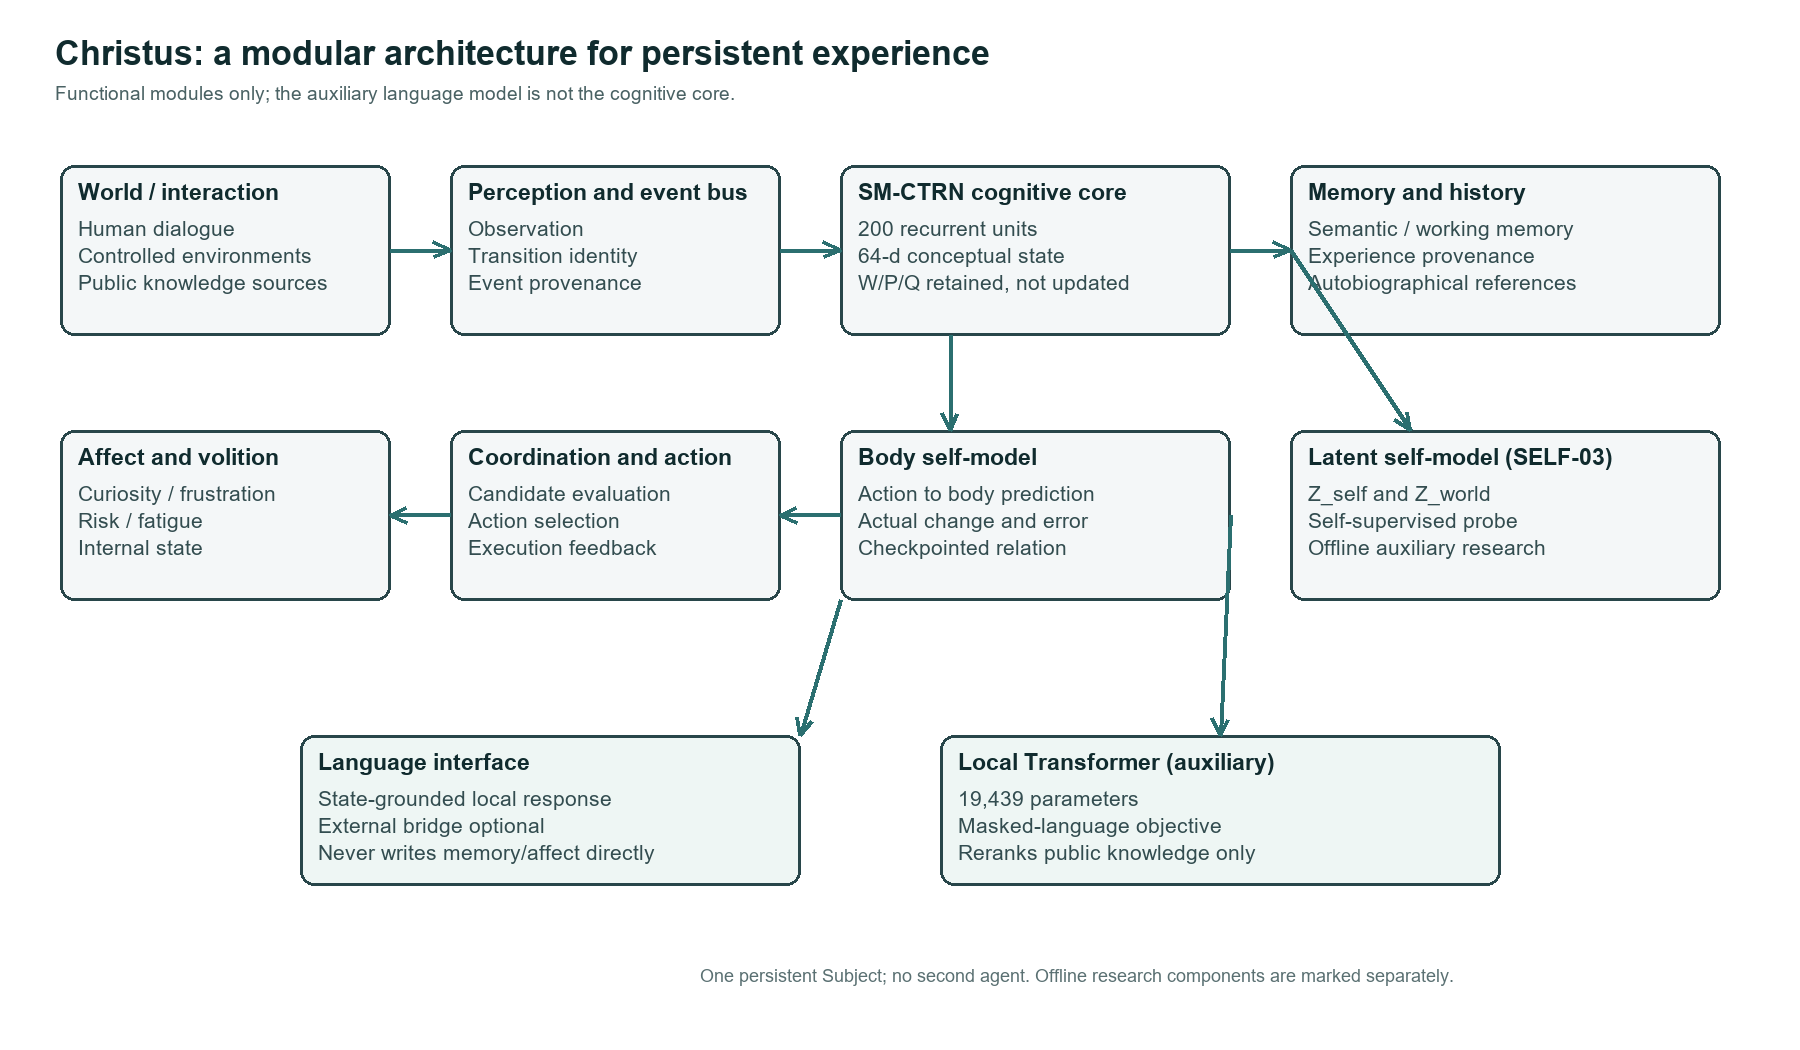 Christus: a modular architecture for persistent experience
Functional modules only; the auxiliary language model is not the cognitive core.
World / interaction
Human dialogue
Controlled environments
Public knowledge sources
Perception and event bus
Observation
Transition identity
Event provenance
SM-CTRN cognitive core
200 recurrent units
64-d conceptual state
W/P/Q retained, not updated
Memory and history
Semantic / working memory
Experience provenance
Autobiographical references
Affect and volition
Curiosity / frustration
Risk / fatigue
Internal state
Coordination and action
Candidate evaluation
Action selection
Execution feedback
Body self-model
Action to body prediction
Actual change and error
Checkpointed relation
Latent self-model (SELF-03)
Z_self and Z_world
Self-supervised probe
Offline auxiliary research
Language interface
State-grounded local response
External bridge optional
Never writes memory/affect directly
Local Transformer (auxiliary)
19,439 parameters
Masked-language objective
Reranks public knowledge only
One persistent Subject; no second agent. Offline research components are marked separately.